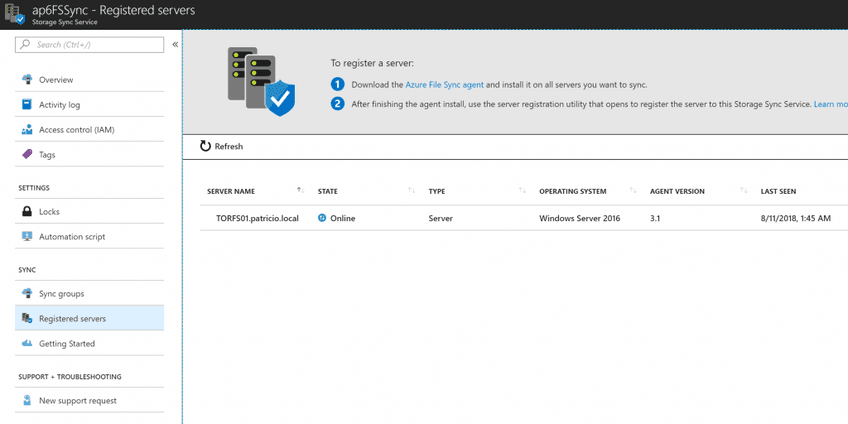 ap6FSSync - Registered servers
Storage Sync Service
Search (Ctrl+/)
«
Overview
Activity log
Access control (IAM)
Tags
SETTINGS
Locks
Automation script
SYNC
Sync groups
Registered servers
Getting Started
SUPPORT + TROUBLESHOOTING
New support request
To register a server:
1 Download the Azure File Sync agent and install it on all servers you want to sync.
2 After finishing the agent install, use the server registration utility that opens to register the server to this Storage Sync Service. Learn mo
Refresh
SERVER NAME STATE TYPE OPERATING SYSTEM AGENT VERSION LAST SEEN
TORFS01.patricio.local Online Server Windows Server 2016 3.1 8/11/2018, 1:45 AM